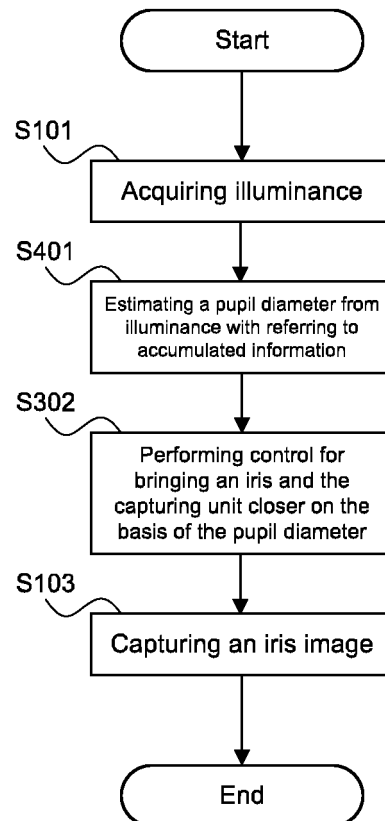 Start
S101
Acquiring illuminance
S401
Estimating a pupil diameter from
illuminance with referring to
accumulated information
S302
Performing control for
bringing an iris and the
capturing unit closer on the
basis of the pupil diameter
S103
Capturing an iris image
End